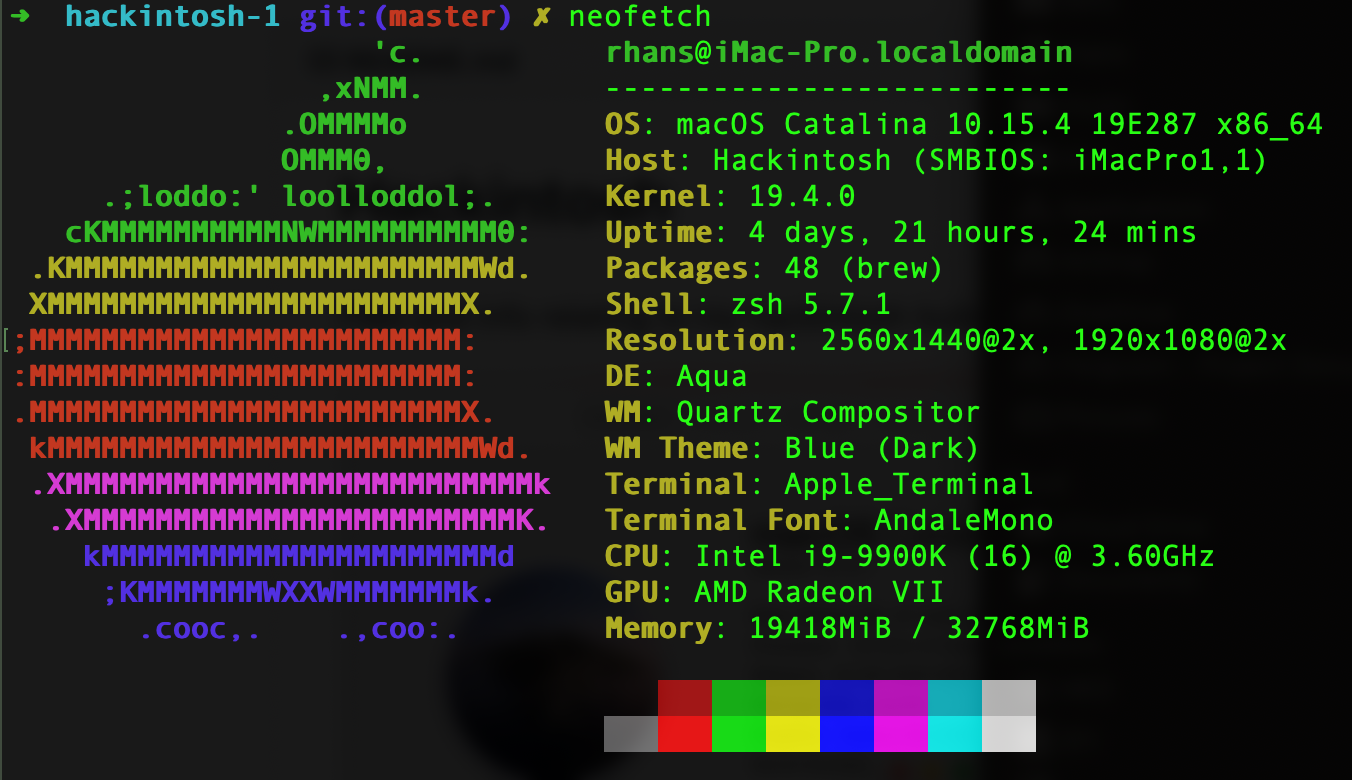 ➜  hackintosh-1 git:(master) ✗ neofetch
                    'c.          rhans@iMac-Pro.localdomain
                 ,xNMM.          --------------------------
               .OMMMMo           OS: macOS Catalina 10.15.4 19E287 x86_64
               OMMM0,            Host: Hackintosh (SMBIOS: iMacPro1,1)
     .;loddo:' loolloddol;.      Kernel: 19.4.0
   cKMMMMMMMMMMNWMMMMMMMMMM0:    Uptime: 4 days, 21 hours, 24 mins
 .KMMMMMMMMMMMMMMMMMMMMMMMWd.    Packages: 48 (brew)
 XMMMMMMMMMMMMMMMMMMMMMMMX.      Shell: zsh 5.7.1
;MMMMMMMMMMMMMMMMMMMMMMMM:       Resolution: 2560x1440@2x, 1920x1080@2x
:MMMMMMMMMMMMMMMMMMMMMMMM:       DE: Aqua
.MMMMMMMMMMMMMMMMMMMMMMMMX.      WM: Quartz Compositor
 kMMMMMMMMMMMMMMMMMMMMMMMMWd.    WM Theme: Blue (Dark)
 .XMMMMMMMMMMMMMMMMMMMMMMMMMMk   Terminal: Apple_Terminal
  .XMMMMMMMMMMMMMMMMMMMMMMMMK.   Terminal Font: AndaleMono
    kMMMMMMMMMMMMMMMMMMMMMMd     CPU: Intel i9-9900K (16) @ 3.60GHz
     ;KMMMMMMMWXXWMMMMMMMk.      GPU: AMD Radeon VII
       .cooc,.    .,coo:.        Memory: 19418MiB / 32768MiB